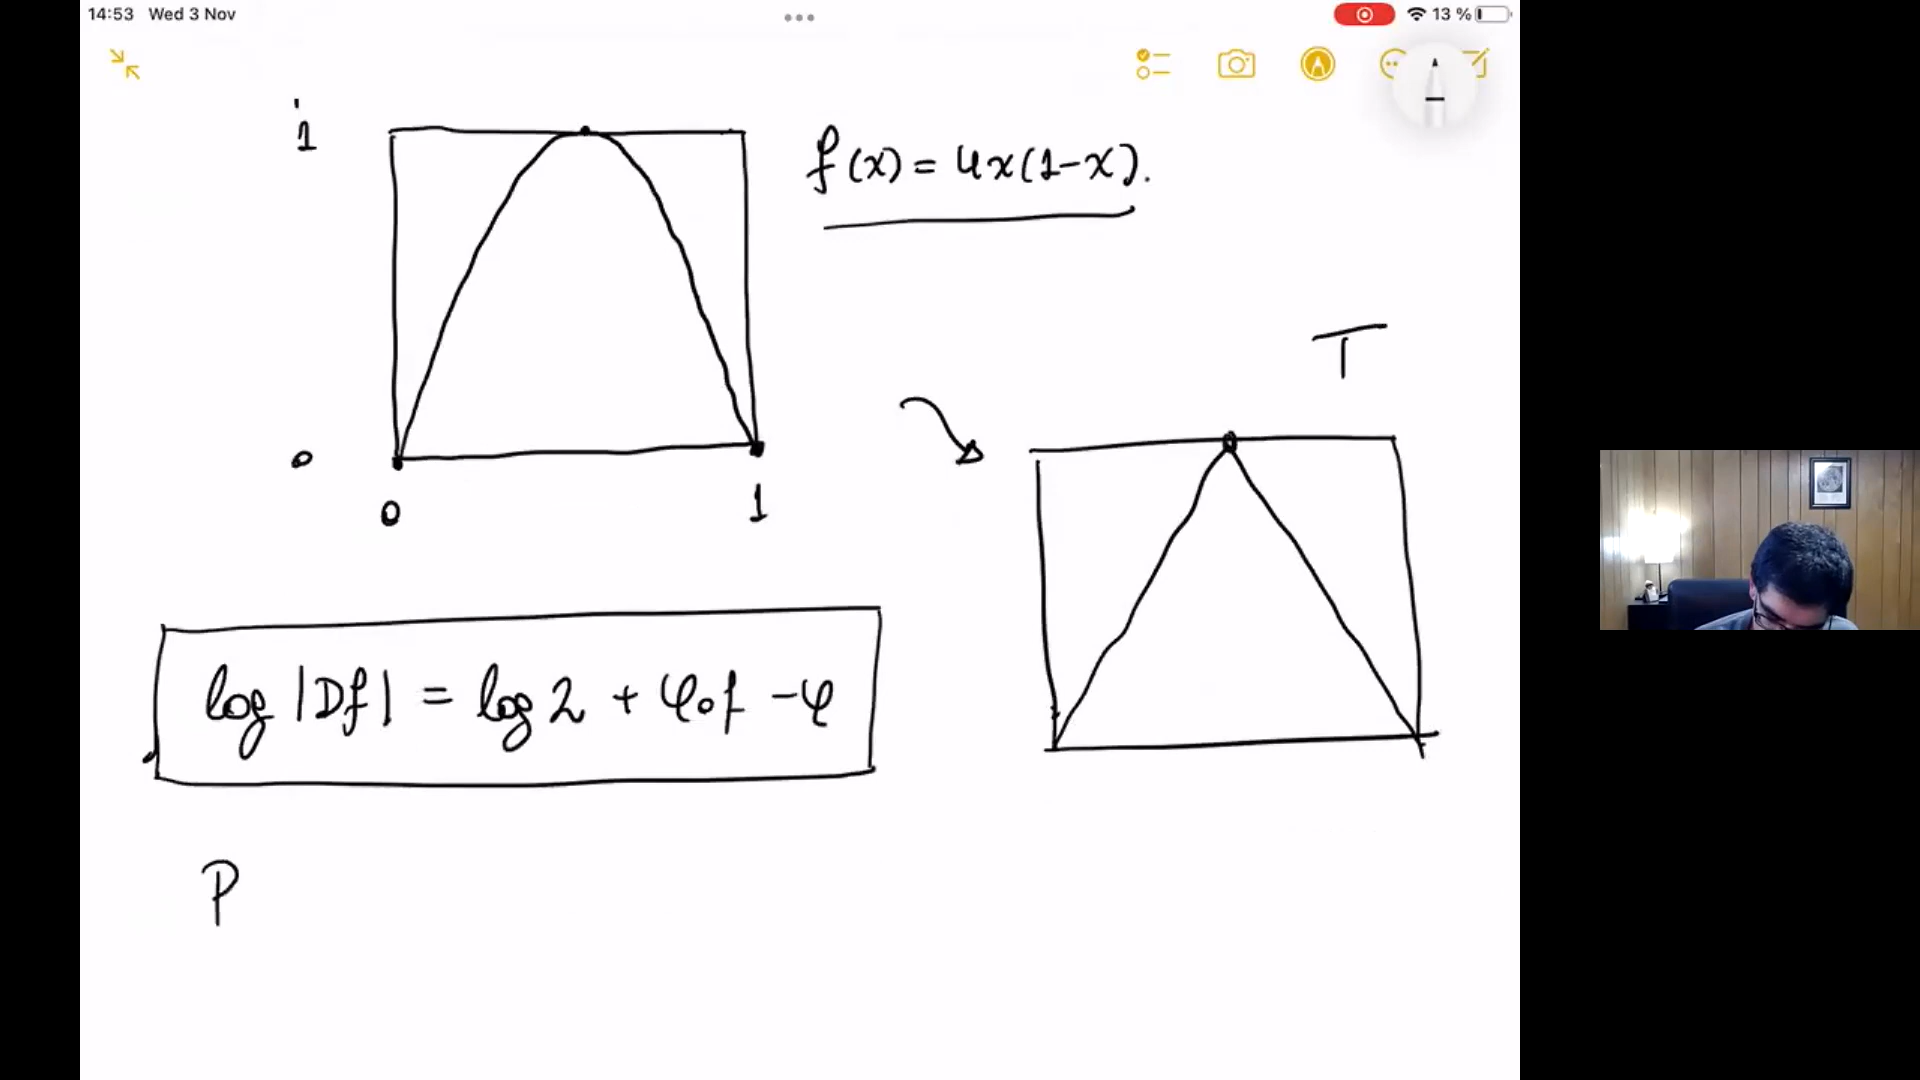 14:53 Wed 3 Nov
13 %
1
f(x) = 4x(1-x).
0
0 1
T
log |Df| = log 2 + φ∘f - φ
P